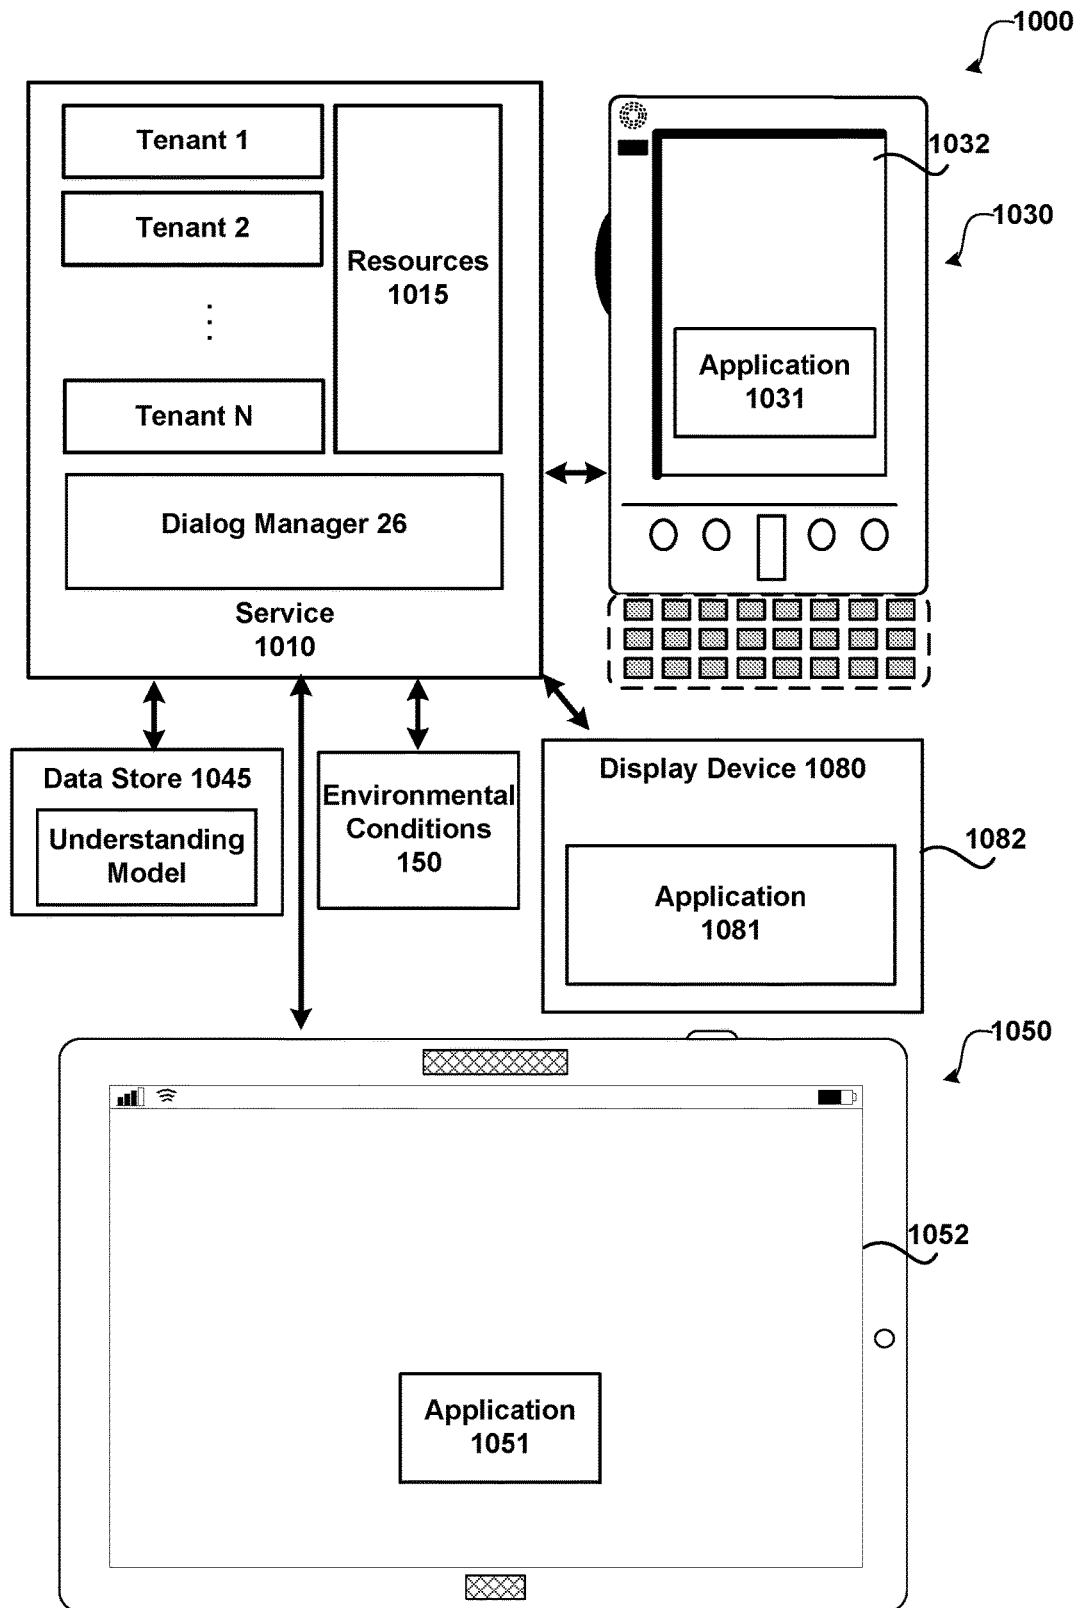 1000
Tenant 1
Tenant 2
Resources
1015
Tenant N
Dialog Manager 26
Service
1010
1032
1030
Application
1031
Data Store 1045
Understanding
Model
Environmental
Conditions
150
Display Device 1080
1082
Application
1081
1050
1052
Application
1051